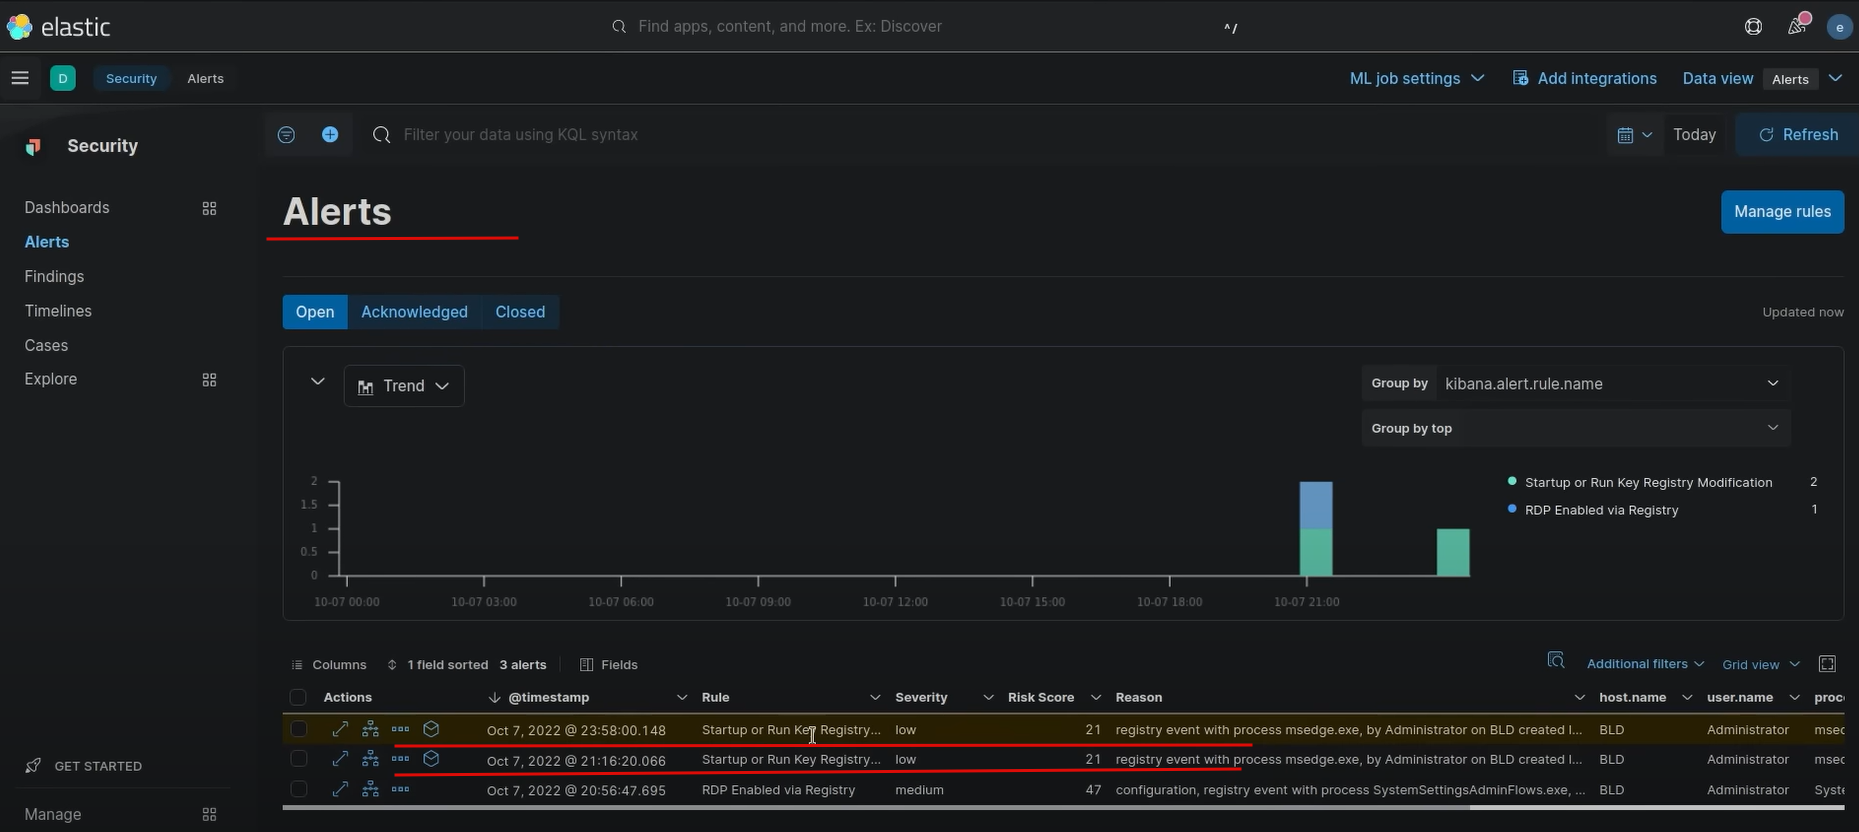 elastic
Find apps, content, and more. Ex: Discover
^/
e
D
Security
Alerts
ML job settings
Add integrations
Data view
Alerts
Security
Filter your data using KQL syntax
Today
Refresh
Dashboards
Alerts
Findings
Timelines
Cases
Explore
GET STARTED
Manage
Alerts
Manage rules
Open Acknowledged Closed
Updated now
Trend
Group by kibana.alert.rule.name
Group by top
2
1.5
1
0.5
0
10-07 00:00 10-07 03:00 10-07 06:00 10-07 09:00 10-07 12:00 10-07 15:00 10-07 18:00 10-07 21:00
Startup or Run Key Registry Modification 2
RDP Enabled via Registry 1
Columns 1 field sorted 3 alerts Fields
Additional filters Grid view
Actions @timestamp Rule Severity Risk Score Reason host.name user.name proce
Oct 7, 2022 @ 23:58:00.148 Startup or Run Key Registry... low 21 registry event with process msedge.exe, by Administrator on BLD created l... BLD Administrator msed
Oct 7, 2022 @ 21:16:20.066 Startup or Run Key Registry... low 21 registry event with process msedge.exe, by Administrator on BLD created l... BLD Administrator msed
Oct 7, 2022 @ 20:56:47.695 RDP Enabled via Registry medium 47 configuration, registry event with process SystemSettingsAdminFlows.exe, ... BLD Administrator Syste